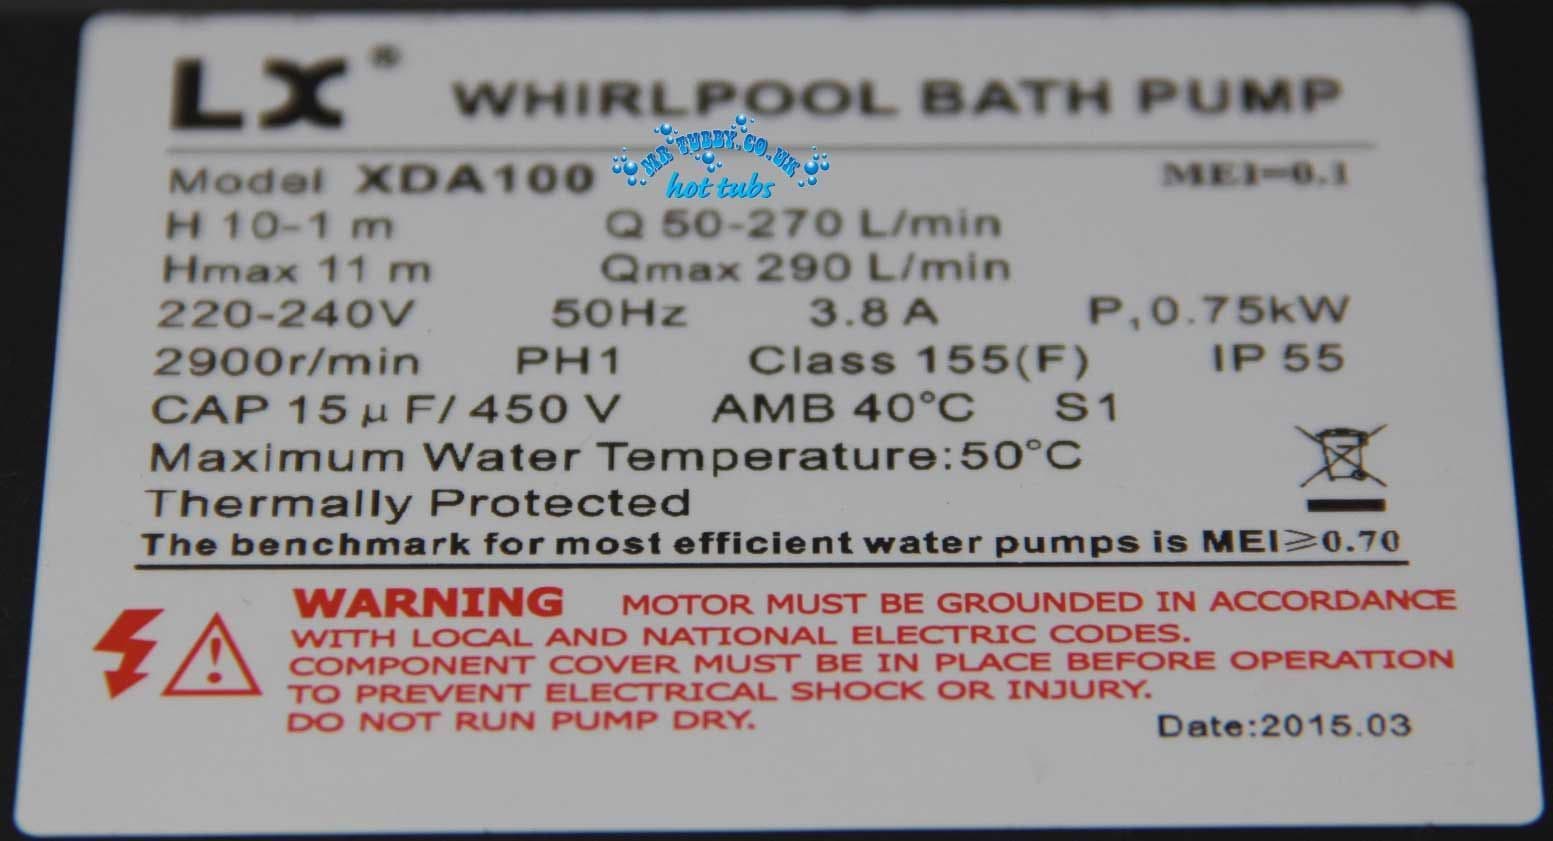 LX® WHIRLPOOL BATH PUMP
MR TUBBY.CO.UK
hot tubs
Model XDA100 MEI=0.1
H 10-1 m Q 50-270 L/min
Hmax 11 m Qmax 290 L/min
220-240V 50Hz 3.8 A P, 0.75kW
2900r/min PH1 Class 155(F) IP 55
CAP 15 µF/ 450 V AMB 40°C S1
Maximum Water Temperature:50°C
Thermally Protected
The benchmark for most efficient water pumps is MEI⩾0.70
WARNING MOTOR MUST BE GROUNDED IN ACCORDANCE
WITH LOCAL AND NATIONAL ELECTRIC CODES.
COMPONENT COVER MUST BE IN PLACE BEFORE OPERATION
TO PREVENT ELECTRICAL SHOCK OR INJURY.
DO NOT RUN PUMP DRY.
Date:2015.03